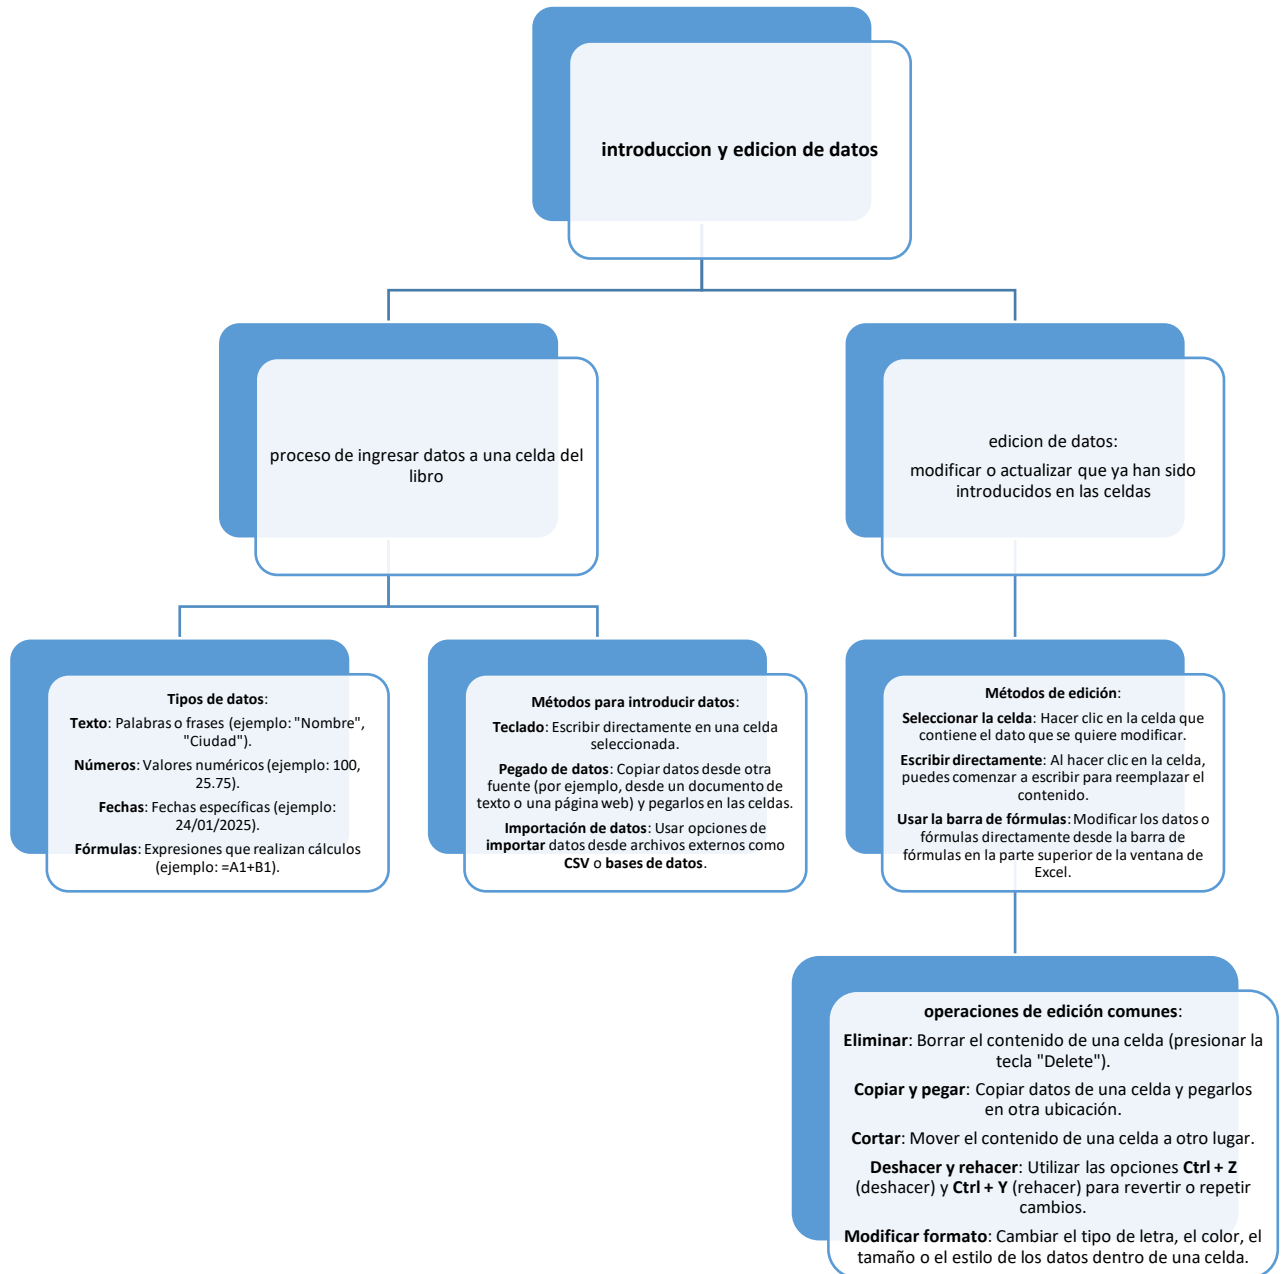 introduccion y edicion de datos
proceso de ingresar datos a una celda del
libro
edicion de datos:
modificar o actualizar que ya han sido
introducidos en las celdas
Tipos de datos:
Texto: Palabras o frases (ejemplo: "Nombre",
"Ciudad").
Números: Valores numéricos (ejemplo: 100,
25.75).
Fechas: Fechas específicas (ejemplo:
24/01/2025).
Fórmulas: Expresiones que realizan cálculos
(ejemplo: =A1+B1).
Métodos para introducir datos:
Teclado: Escribir directamente en una celda
seleccionada.
Pegado de datos: Copiar datos desde otra
fuente (por ejemplo, desde un documento de
texto o una página web) y pegarlos en las celdas.
Importación de datos: Usar opciones de
importar datos desde archivos externos como
CSV o bases de datos.
Métodos de edición:
Seleccionar la celda: Hacer clic en la celda que
contiene el dato que se quiere modificar.
Escribir directamente: Al hacer clic en la celda,
puedes comenzar a escribir para reemplazar el
contenido.
Usar la barra de fórmulas: Modificar los datos o
fórmulas directamente desde la barra de
fórmulas en la parte superior de la ventana de
Excel.
operaciones de edición comunes:
Eliminar: Borrar el contenido de una celda (presionar la
tecla "Delete").
Copiar y pegar: Copiar datos de una celda y pegarlos
en otra ubicación.
Cortar: Mover el contenido de una celda a otro lugar.
Deshacer y rehacer: Utilizar las opciones Ctrl + Z
(deshacer) y Ctrl + Y (rehacer) para revertir o repetir
cambios.
Modificar formato: Cambiar el tipo de letra, el color, el
tamaño o el estilo de los datos dentro de una celda.